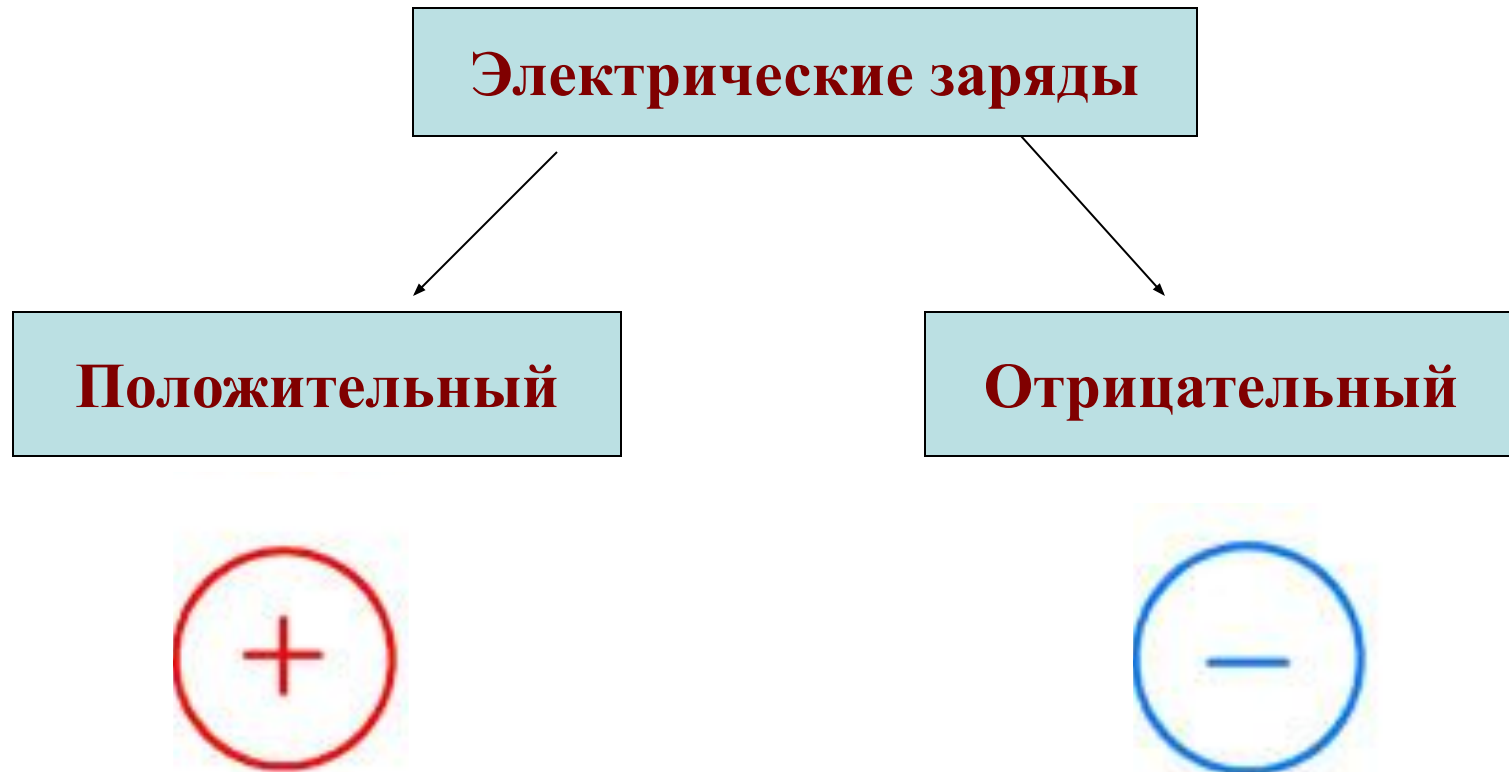 Электрические заряды
Положительный
Отрицательный
+
−